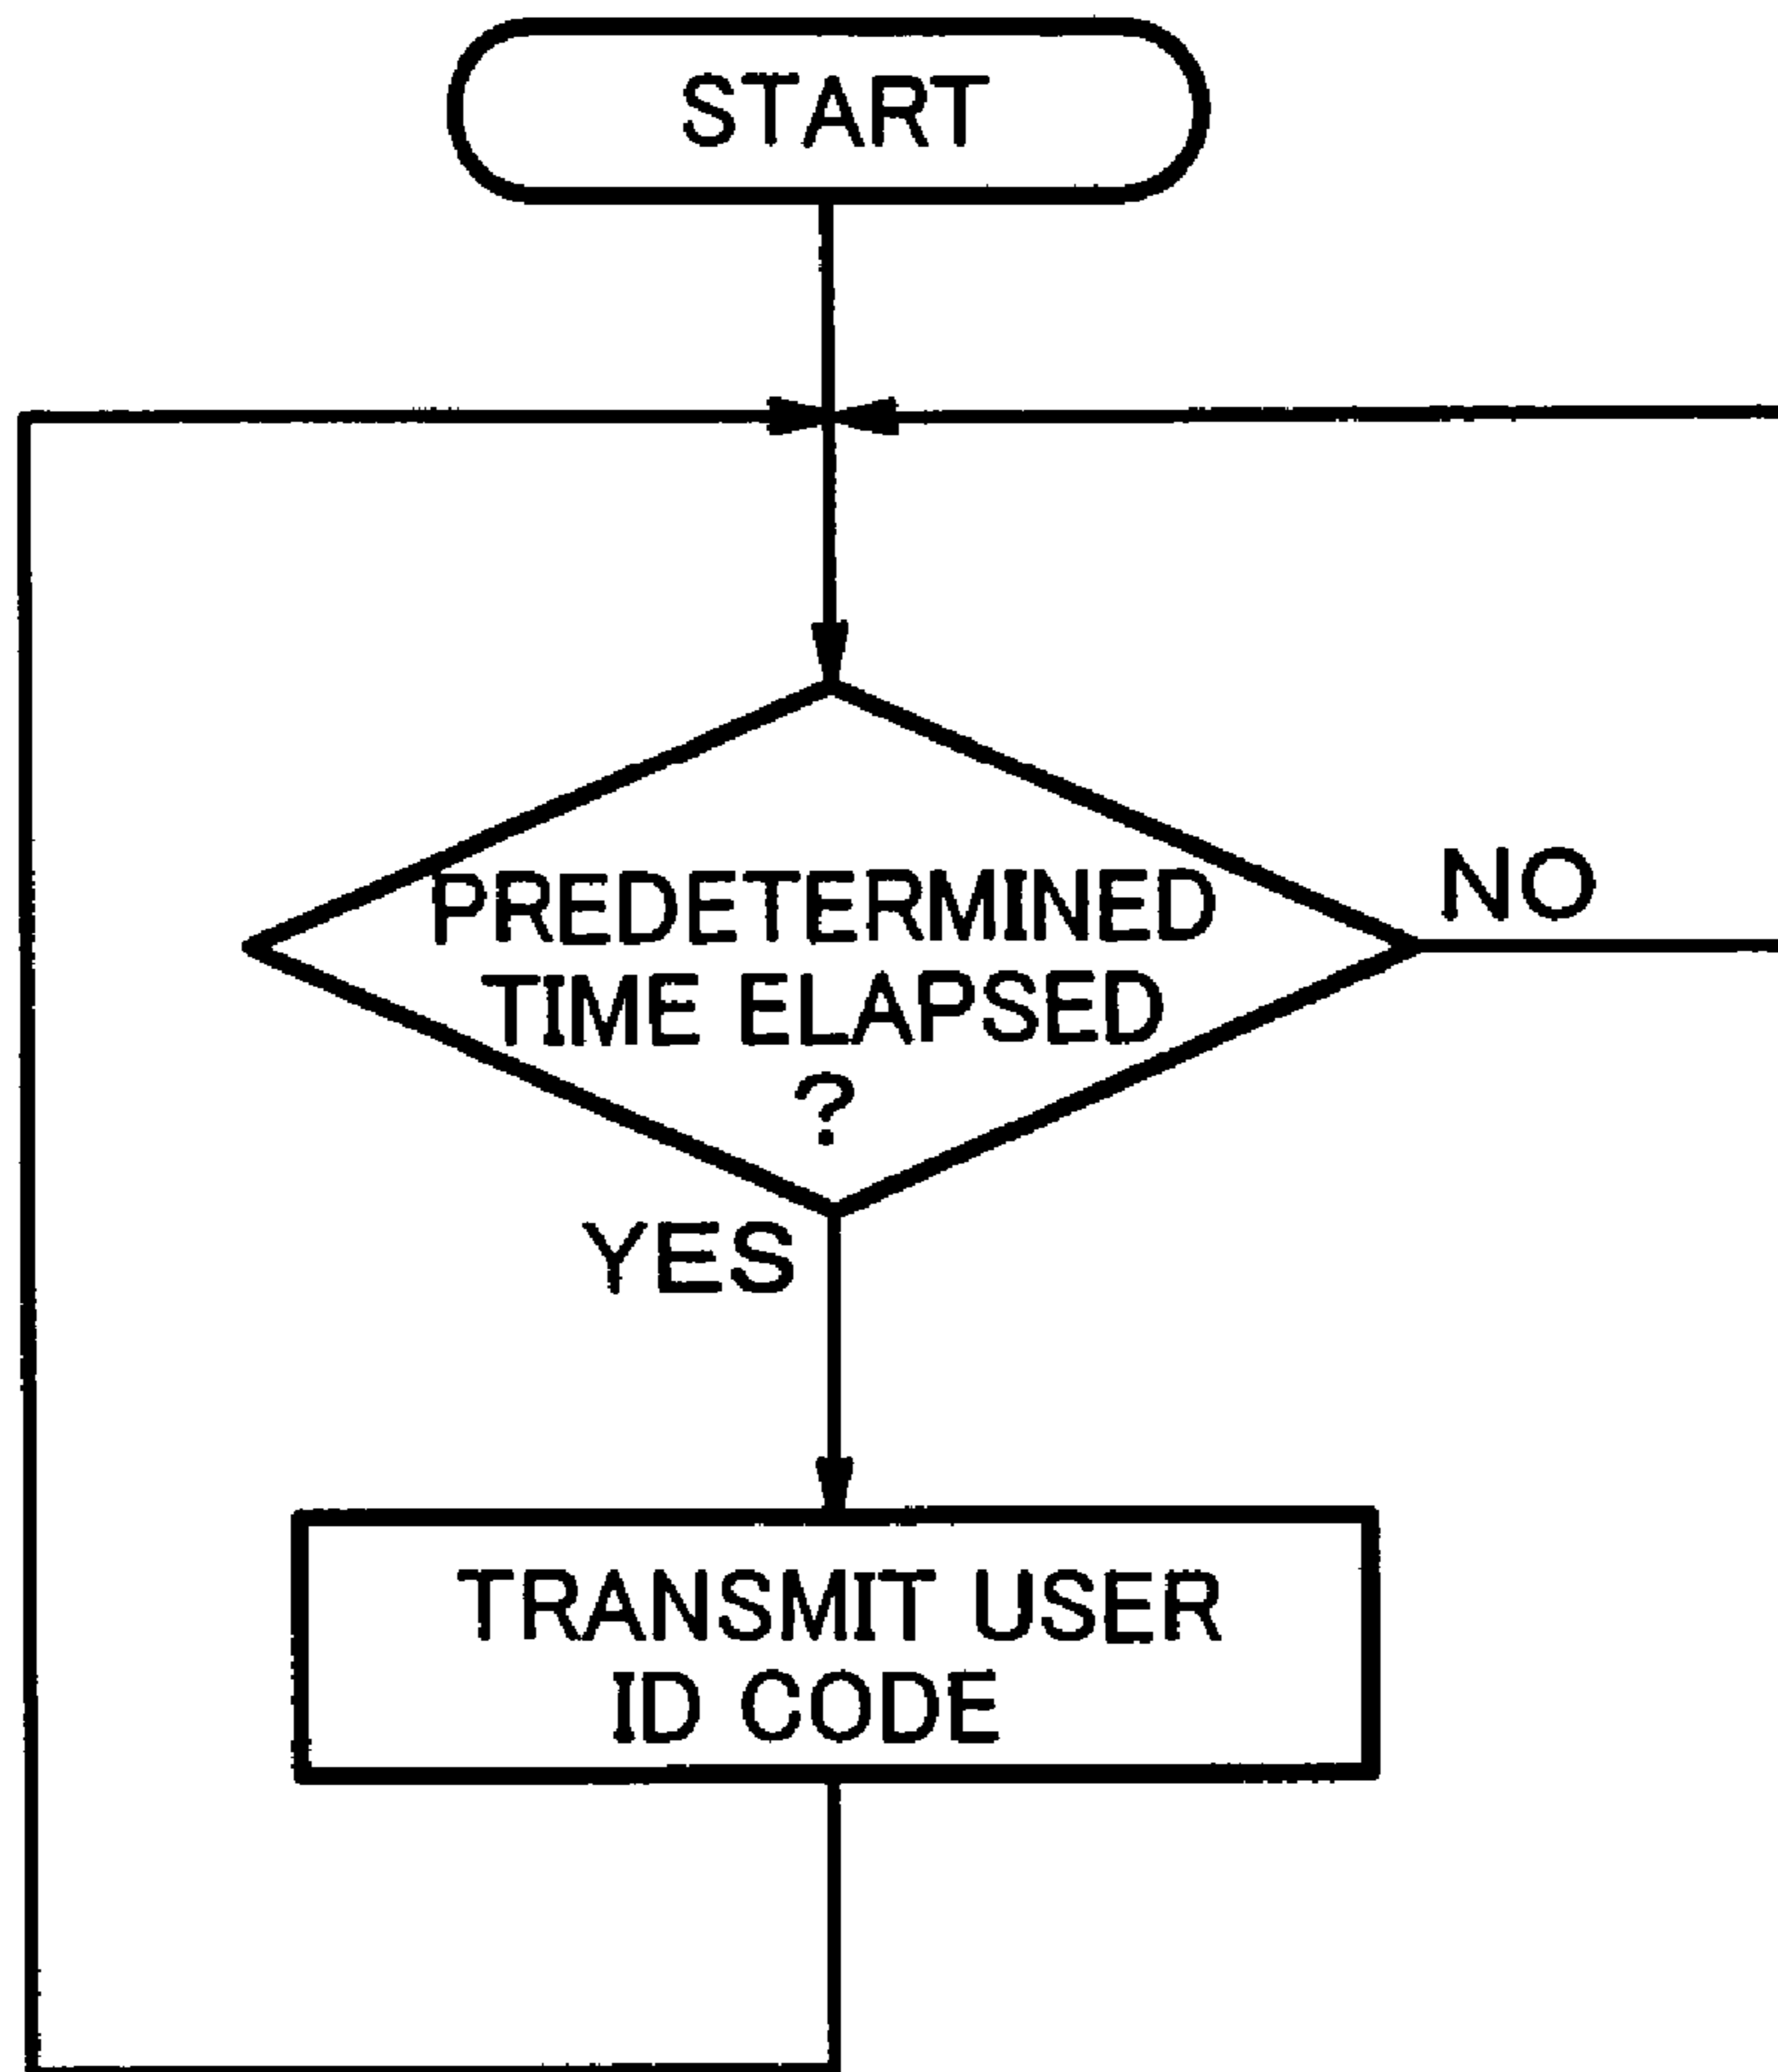 START
PREDETERMINED
TIME ELAPSED
?
NO
YES
TRANSMIT USER
ID CODE